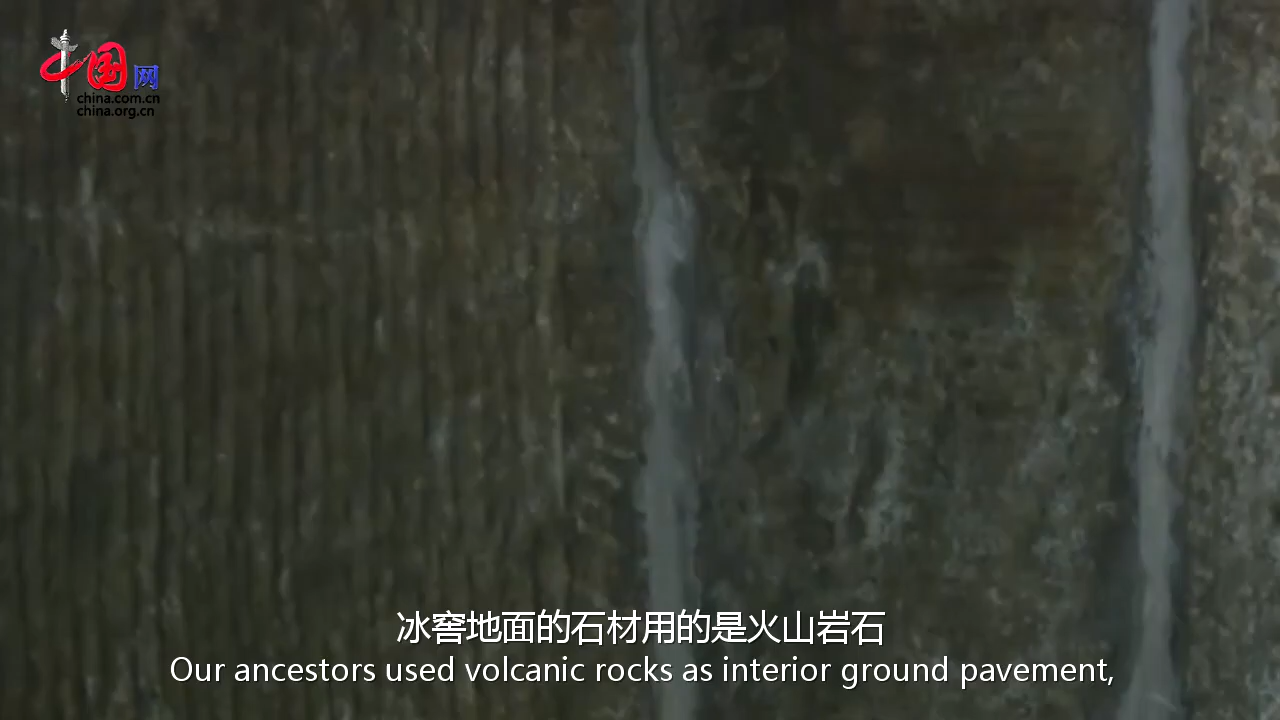 中国网
china.com.cn
china.org.cn
冰窖地面的石材用的是火山岩石
Our ancestors used volcanic rocks as interior ground pavement,